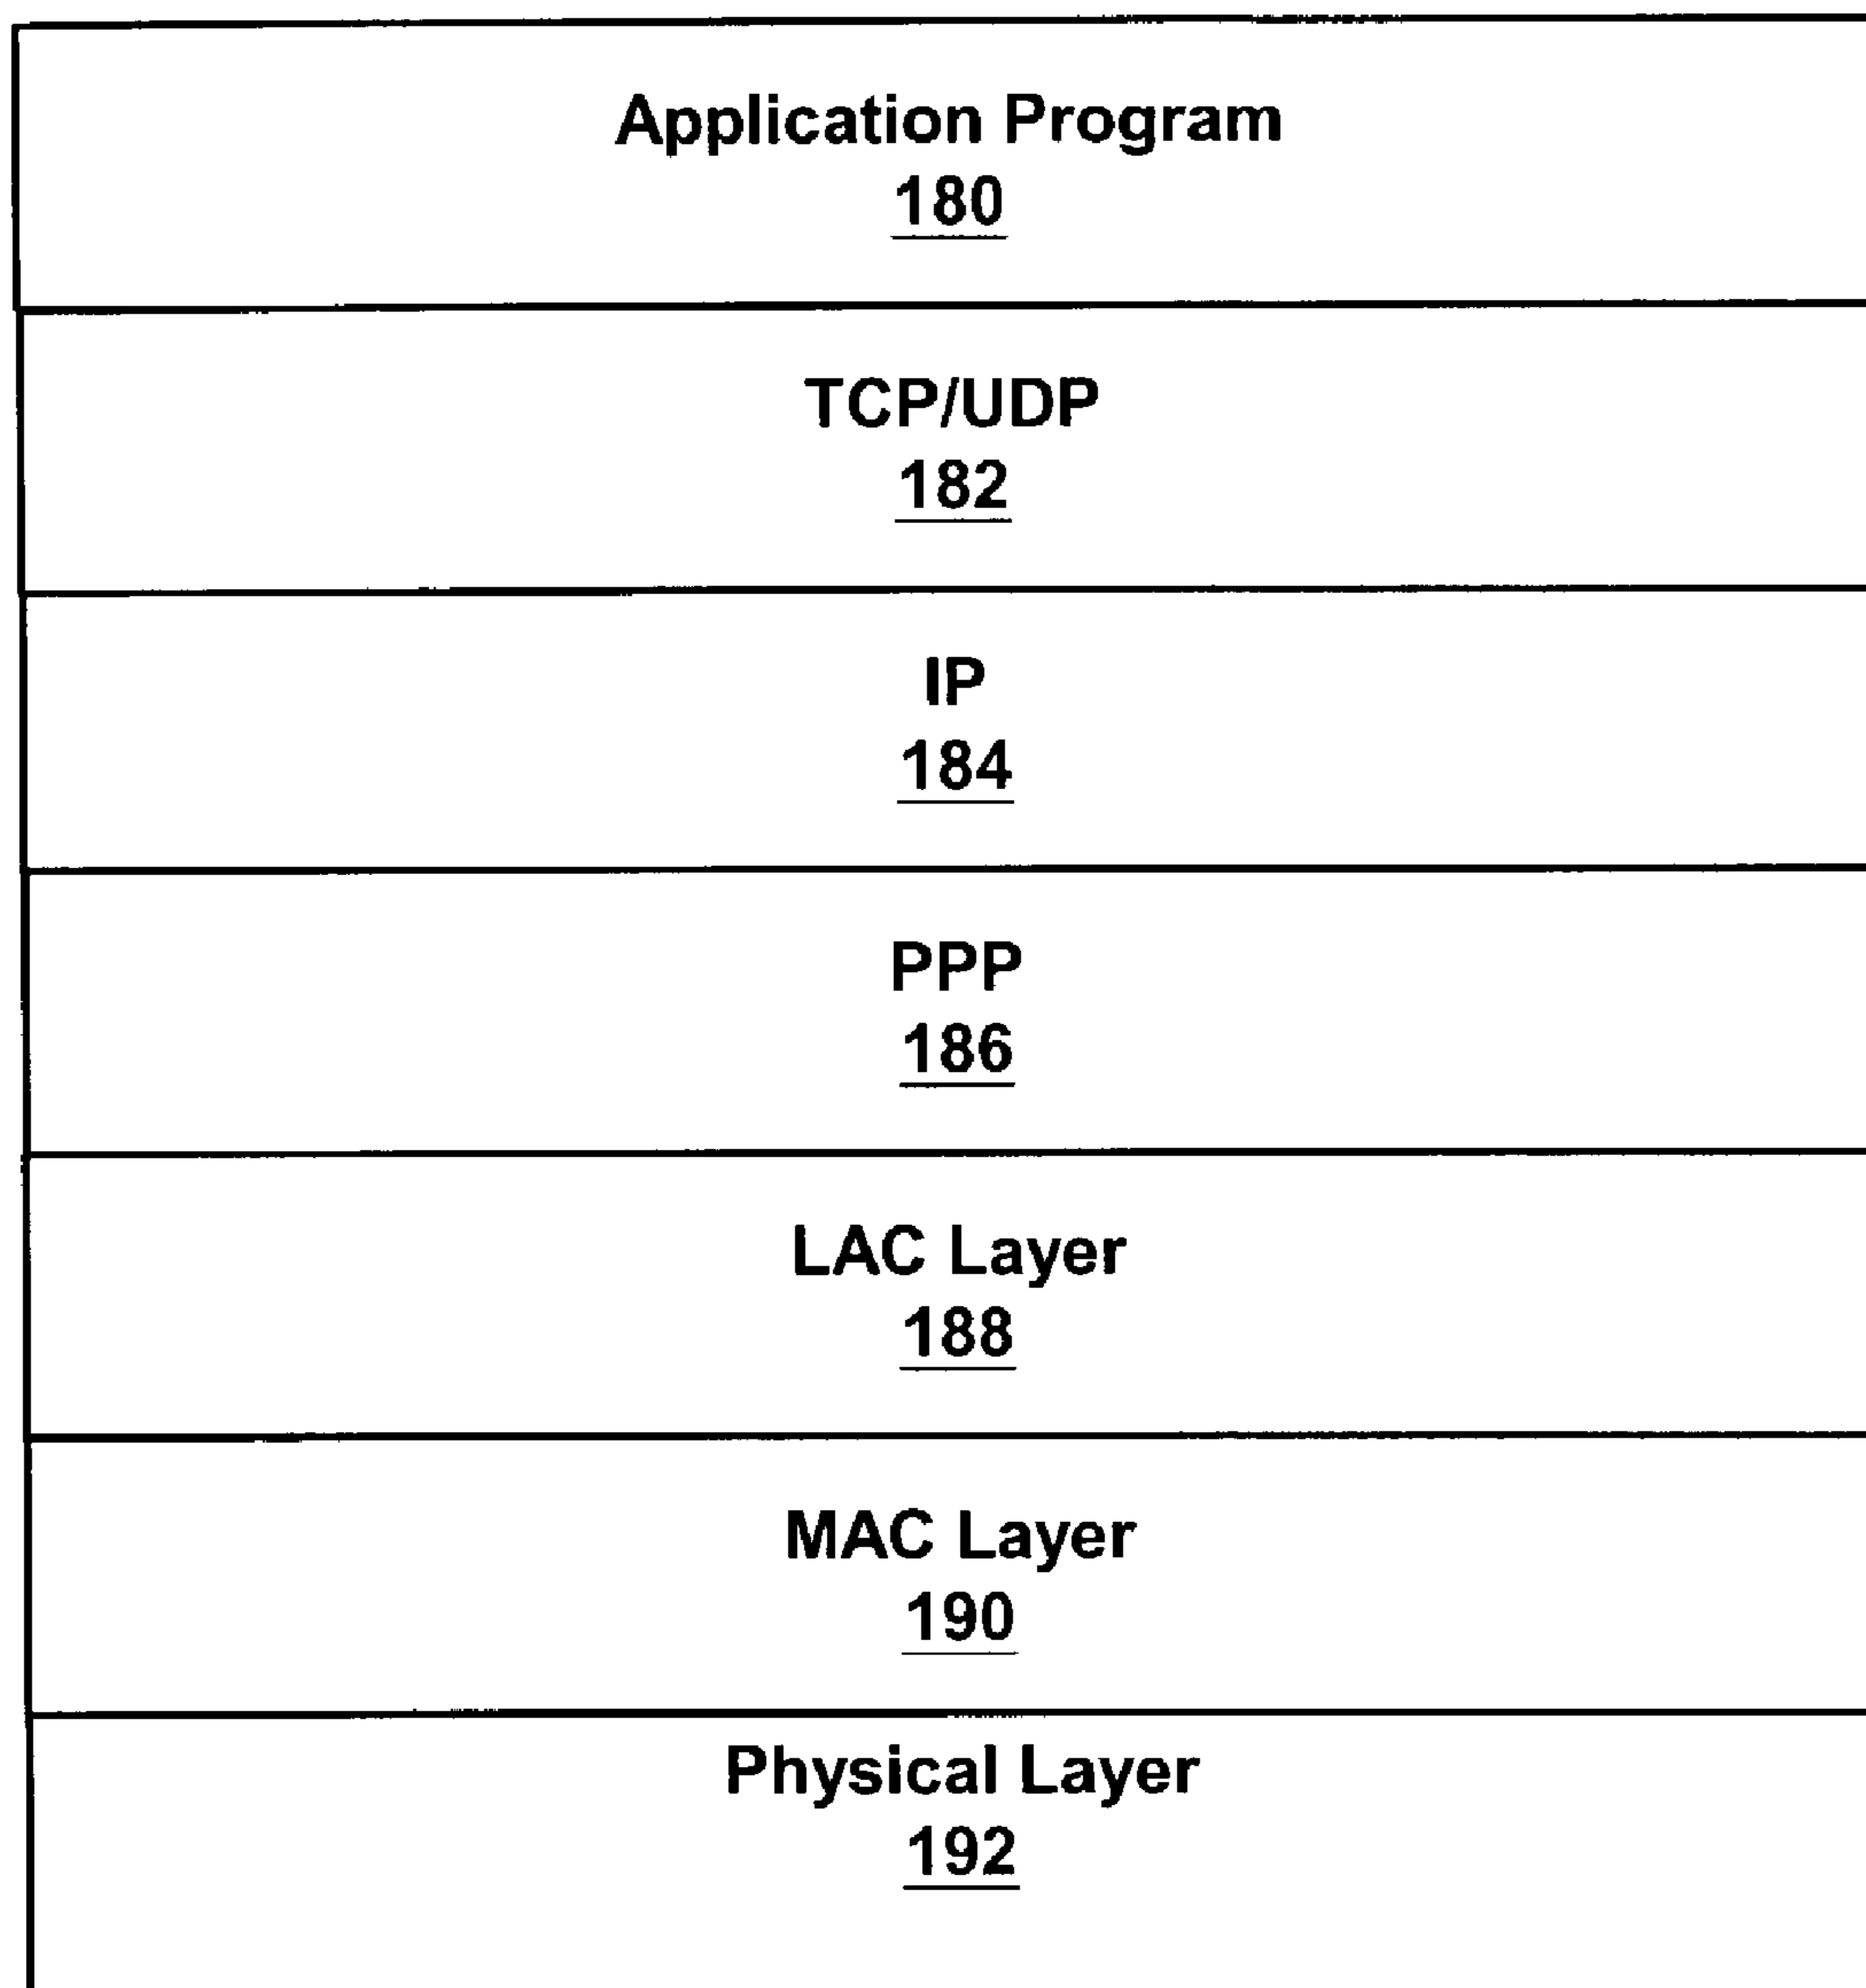 Application Program
180
TCP/UDP
182
IP
184
PPP
186
LAC Layer
188
MAC Layer
190
Physical Layer
192